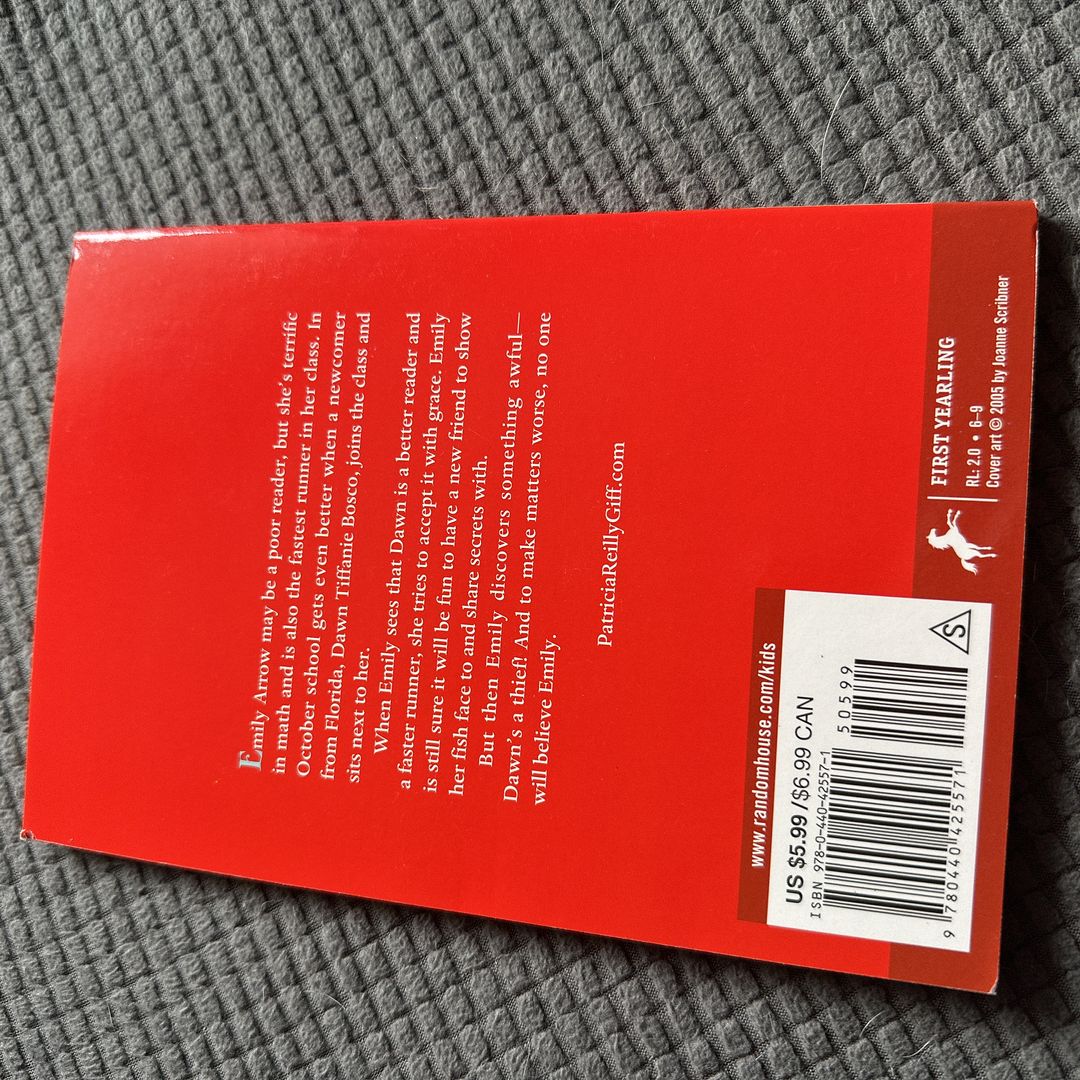 Emily Arrow may be a poor reader, but she's terrific
in math and is also the fastest runner in her class. In
October school gets even better when a newcomer
from Florida, Dawn Tiffanie Bosco, joins the class and
sits next to her.
When Emily sees that Dawn is a better reader and
a faster runner, she tries to accept it with grace. Emily
is still sure it will be fun to have a new friend to show
her fish face to and share secrets with.
But then Emily discovers something awful—
Dawn's a thief! And to make matters worse, no one
will believe Emily.
PatriciaReillyGiff.com
www.randomhouse.com/kids
US $5.99 / $6.99 CAN
ISBN 978-0-440-42557-1
50599
9 780440 425571
S
FIRST YEARLING
RL: 2.0 • 6–9
Cover art © 2005 by Joanne Scribner